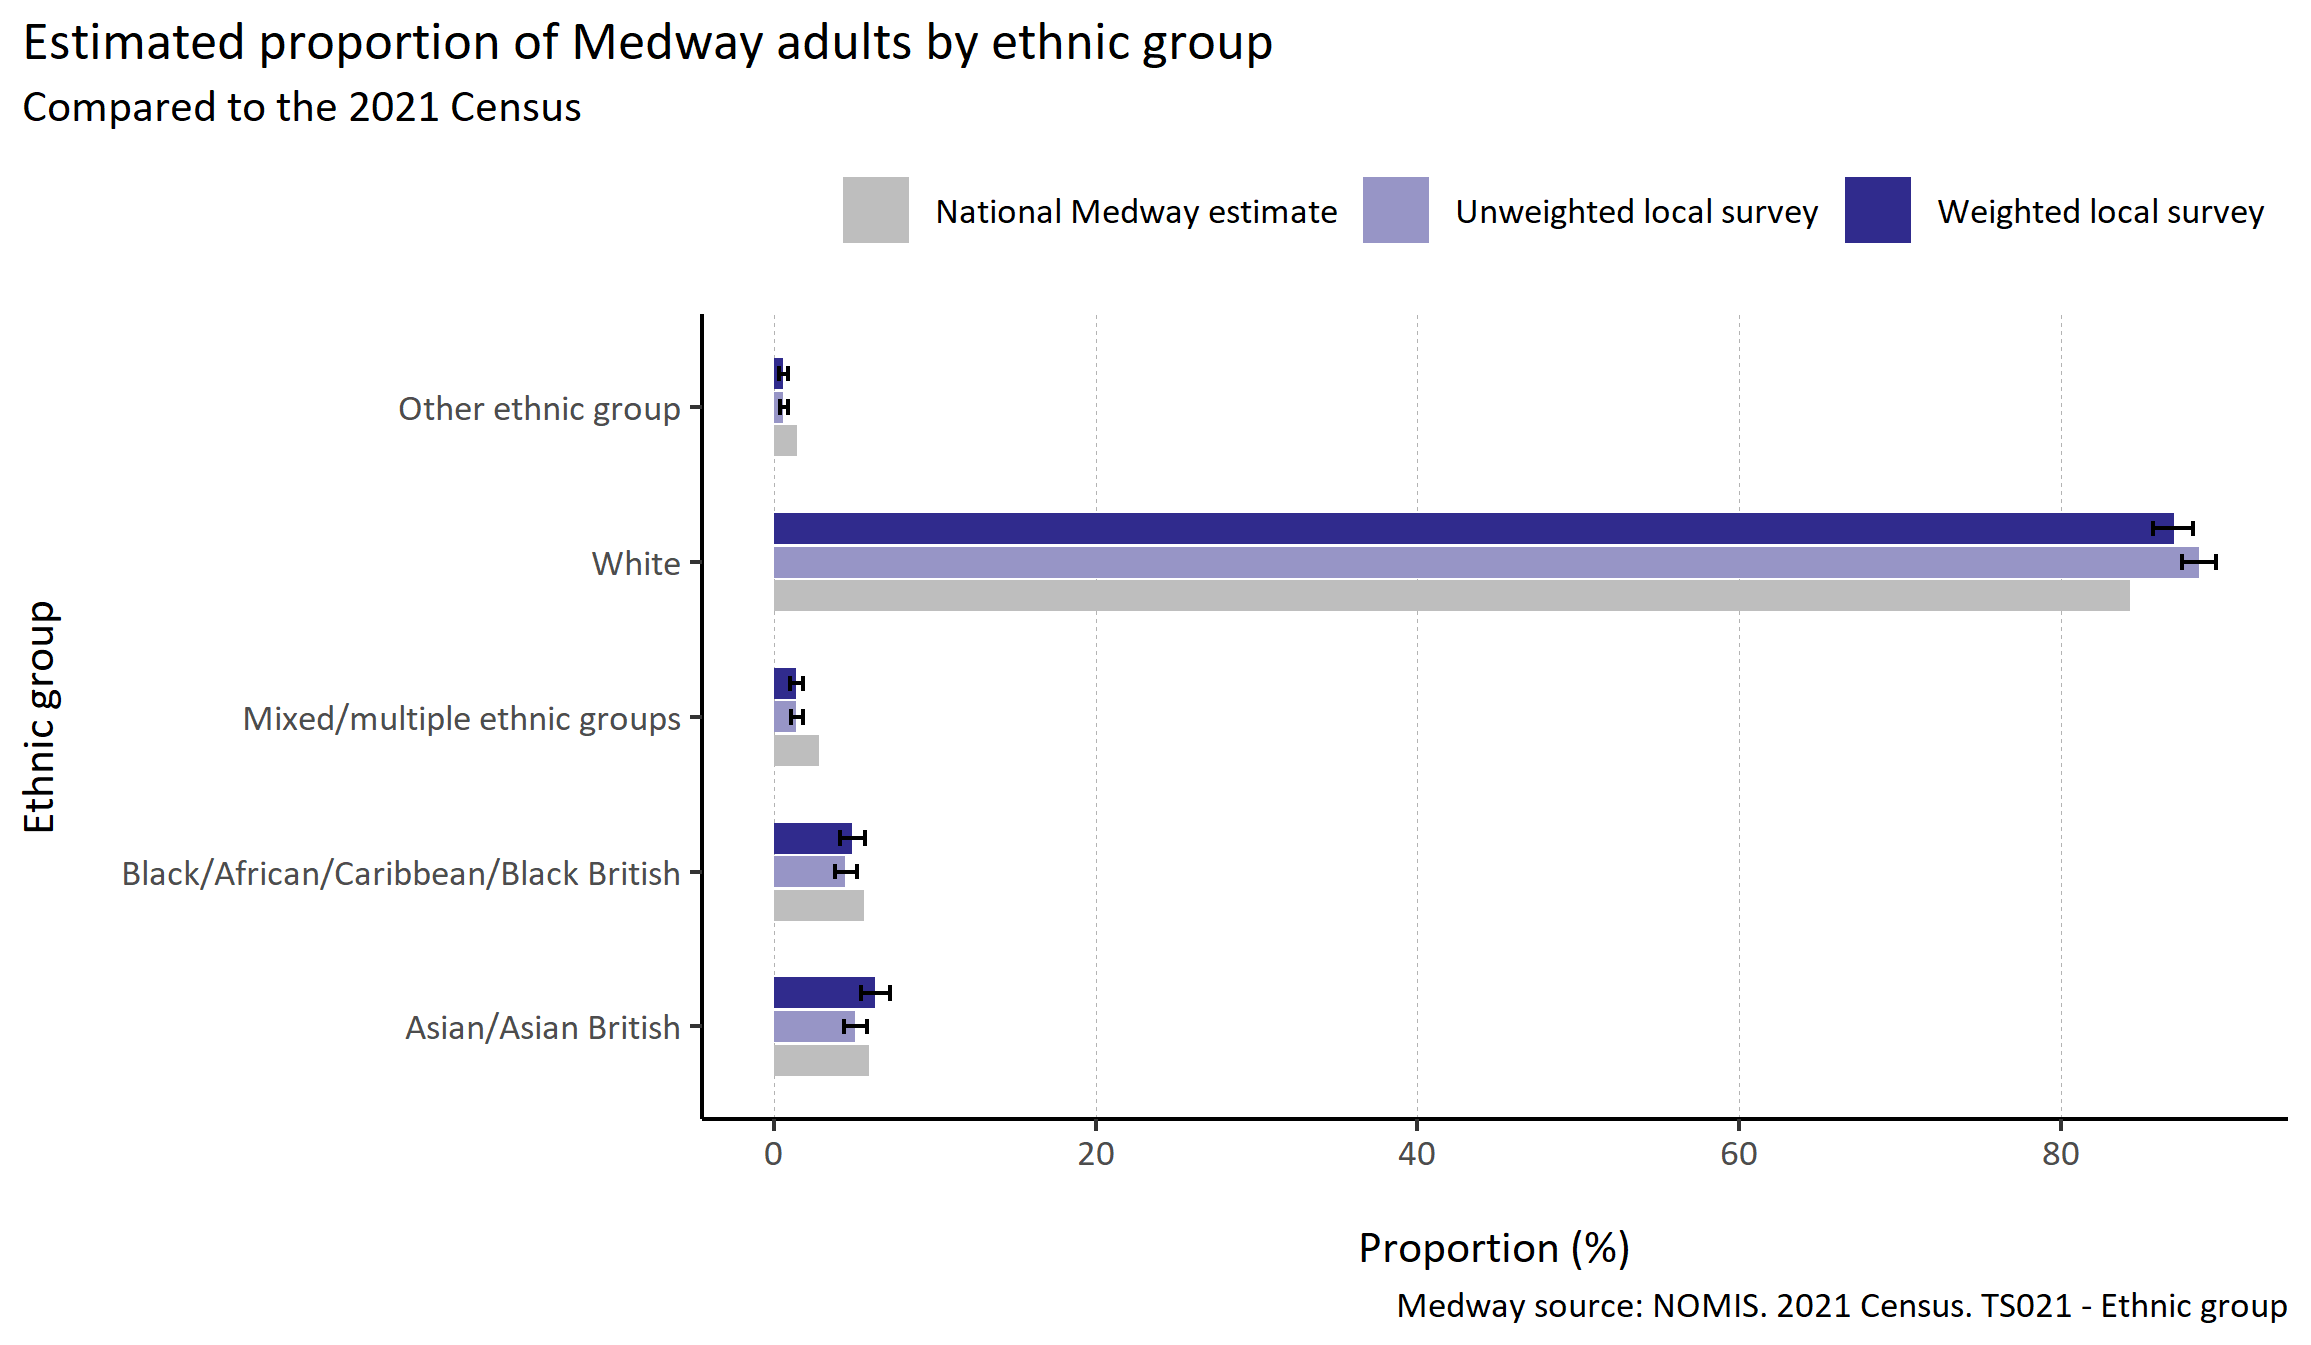 Estimated proportion of Medway adults by ethnic group
Compared to the 2021 Census
National Medway estimate
Unweighted local survey
Weighted local survey
Ethnic group
Other ethnic group
White
Mixed/multiple ethnic groups
Black/African/Caribbean/Black British
Asian/Asian British
0 20 40 60 80
Proportion (%)
Medway source: NOMIS. 2021 Census. TS021 - Ethnic group